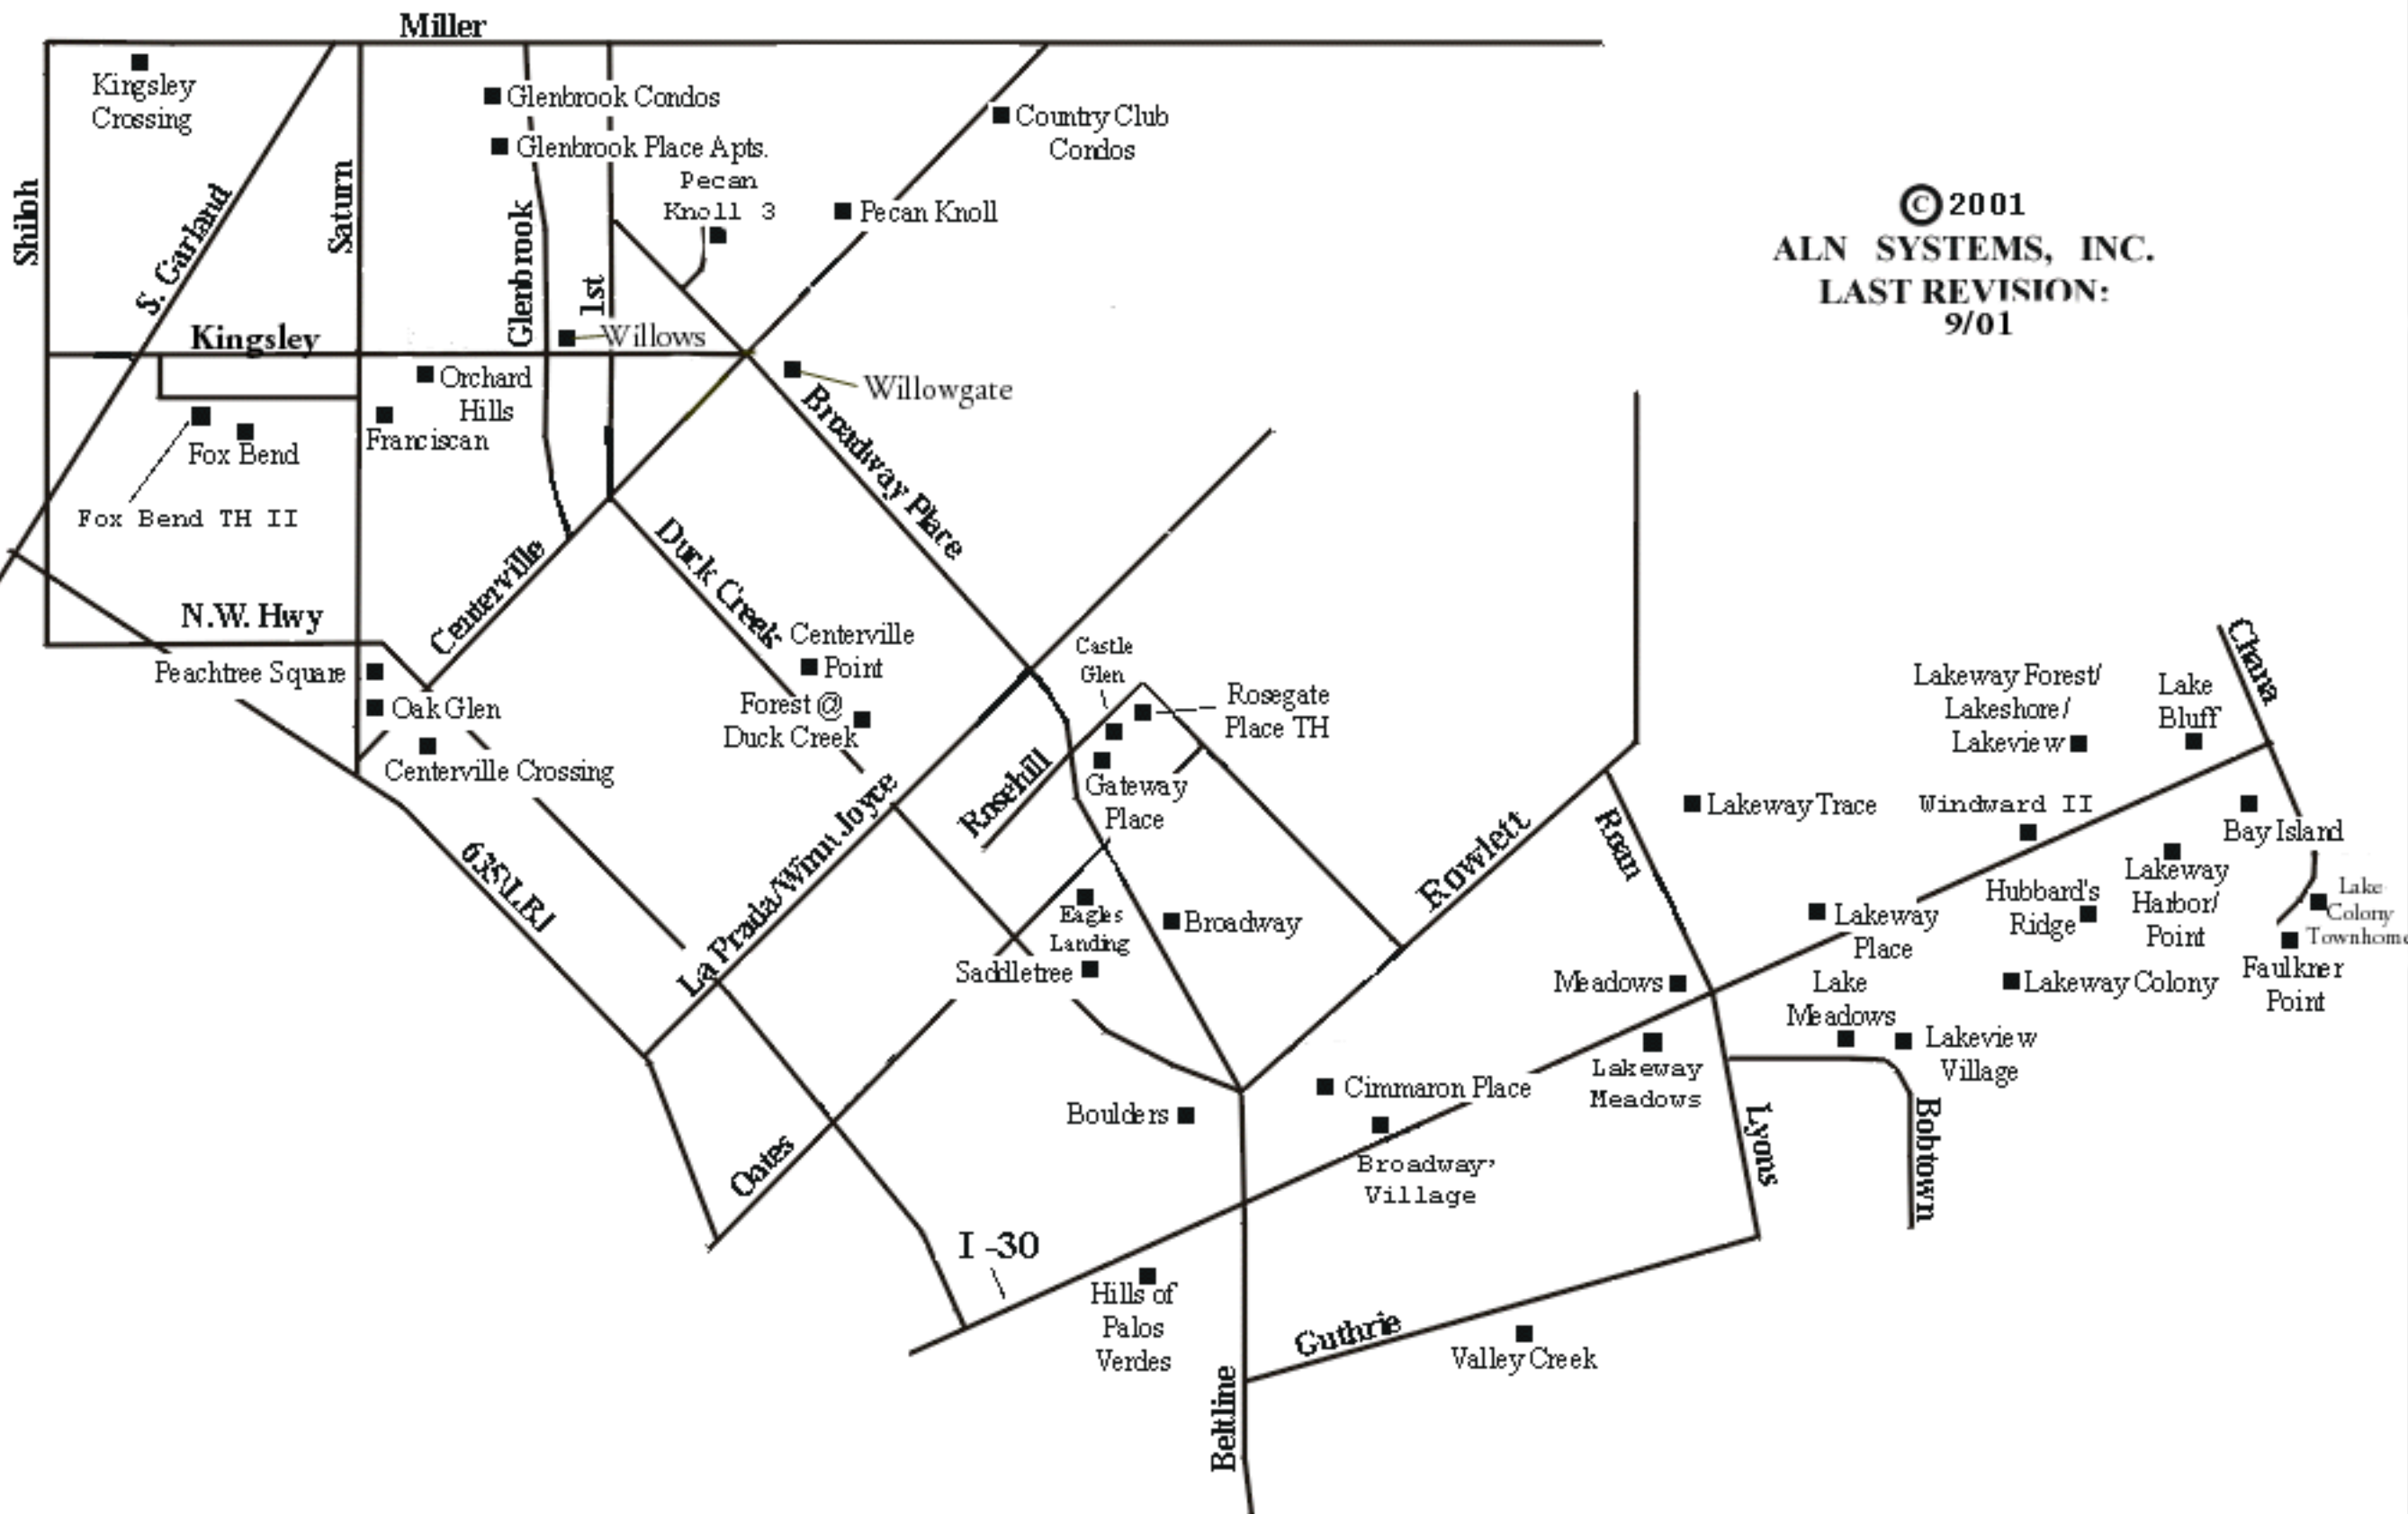 Miller
Kingsley
Crossing
Glenbrook Condos
Country Club
Condos
Glenbrook Place Apts.
Pecan
Knoll 3
Pecan Knoll
Shiloh
S. Garland
Saturn
Glenbrook
1st
© 2001
ALN SYSTEMS, INC.
LAST REVISION:
9/01
Kingsley
Willows
Willowgate
Orchard
Hills
Franciscan
Fox Bend
Fox Bend TH II
Broadway Place
N.W. Hwy
Centerville
Duck Creek
Centerville
Point
Forest @
Duck Creek
Peachtree Square
Oak Glen
Centerville Crossing
Castle
Glen
Rosegate
Place TH
Rosehill
Gateway
Place
635\LBJ
La Prada/Winn Joyce
Eagles
Landing
Broadway
Saddletree
Rowlett
Roan
Lakeway Trace
Lakeway Forest/
Lakeshore/
Lakeview
Lake
Bluff
Chana
Windward II
Bay Island
Lakeway
Harbor/
Point
Hubbard's
Ridge
Lake
Colony
Townhome
Lakeway
Place
Faulkner
Point
Meadows
Lake
Meadows
Lakeway Colony
Lakeview
Village
Lakeway
Meadows
Cimmaron Place
Boulders
Broadway'
Village
Oates
Lyons
Bobtown
I-30
Hills of
Palos
Verdes
Guthrie
Valley Creek
Beltline